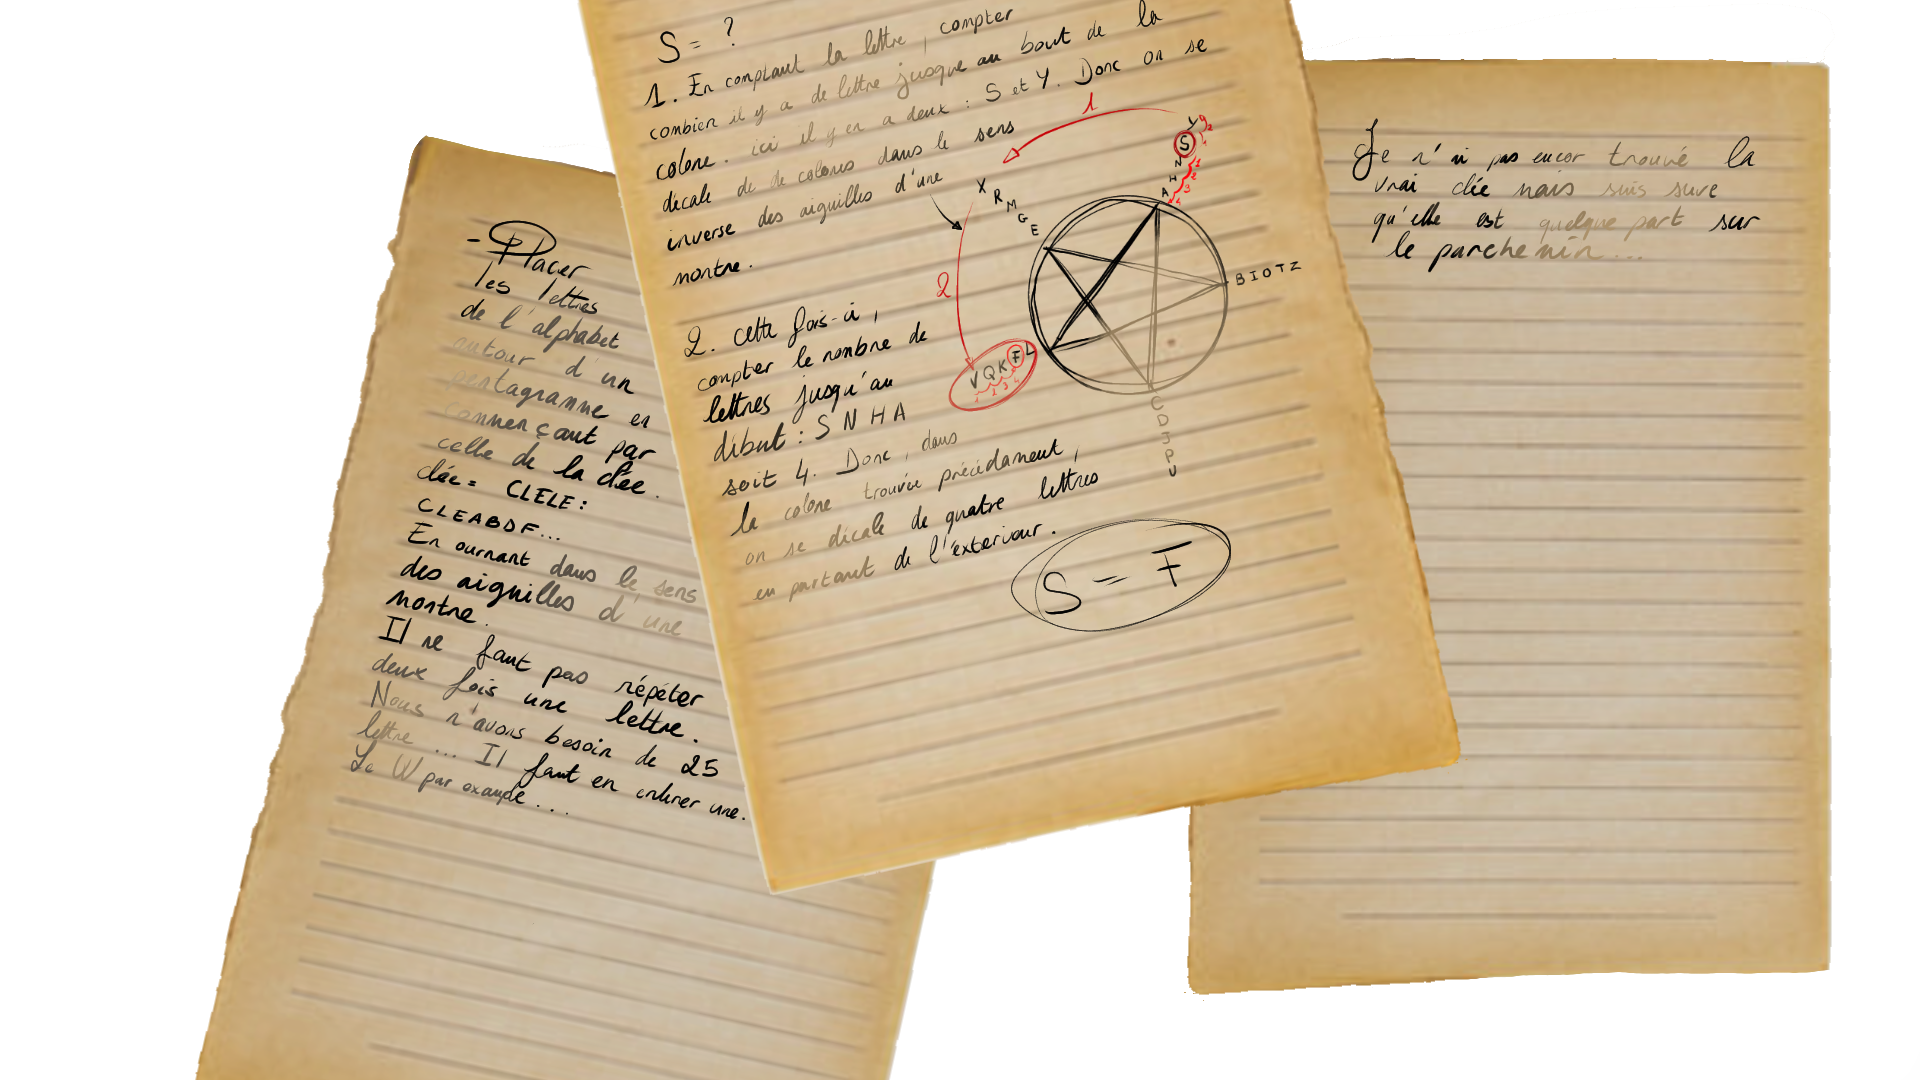 - Placer
les lettres
de l'alphabet
autour d'un
pentagramme en
commençant par
celle de la clée.
clée = CLELE :
CLEABDF...
En ournant dans le sens
des aiguilles d'une
montre.
Il ne faut pas répéter
deux fois une lettre.
Nous n'avons besoin de 25
lettre ... Il faut en enlever une.
Le W par example...
S = ?
1. En comptant la lettre, compter
combien il y a de lettre jusque au bout de la
colone. ici il y en a deux : S et Y. Donc on se
décale de de colones dans le sens
inverse des aiguilles d'une
montre.
2. cette fois-ci,
compter le nombre de
lettres jusqu'au
début : S N H A
soit 4. Donc, dans
la colone trouvée précédament,
on se décale de quatre lettres
en partant de l'exterieur.
1
2
Y
S
N
H
A
X
R
M
G
E
BIOTZ
VQKFL
1 2 3 4
C
D
J
P
U
S = F
Je n'ai pas encor trouvé la
vrai clée mais suis sure
qu'elle est quelque part sur
le parchemin...